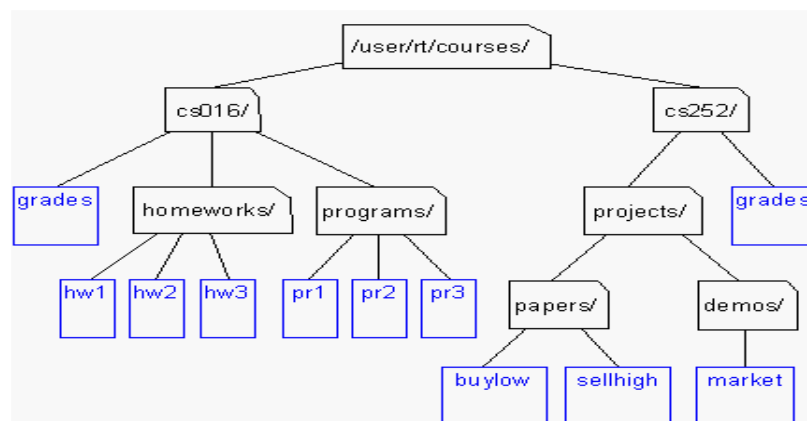 /user/rt/courses/
cs016/
cs252/
grades
homeworks/
programs/
projects/
grades
hw1
hw2
hw3
pr1
pr2
pr3
papers/
demos/
buylow
sellhigh
market